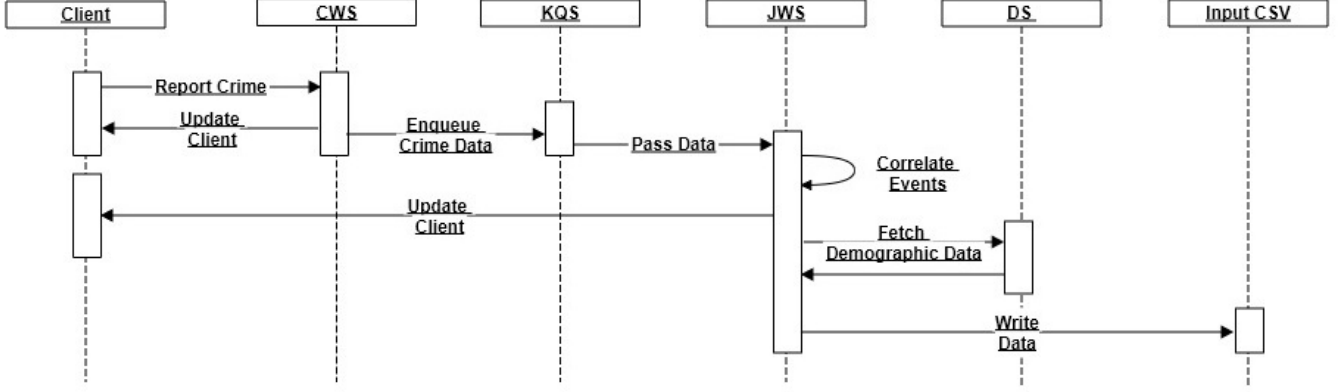 Client
CWS
KQS
JWS
DS
Input CSV
Report Crime
Update
Client
Enqueue
Crime Data
Pass Data
Correlate
Events
Update
Client
Fetch
Demographic Data
Write
Data